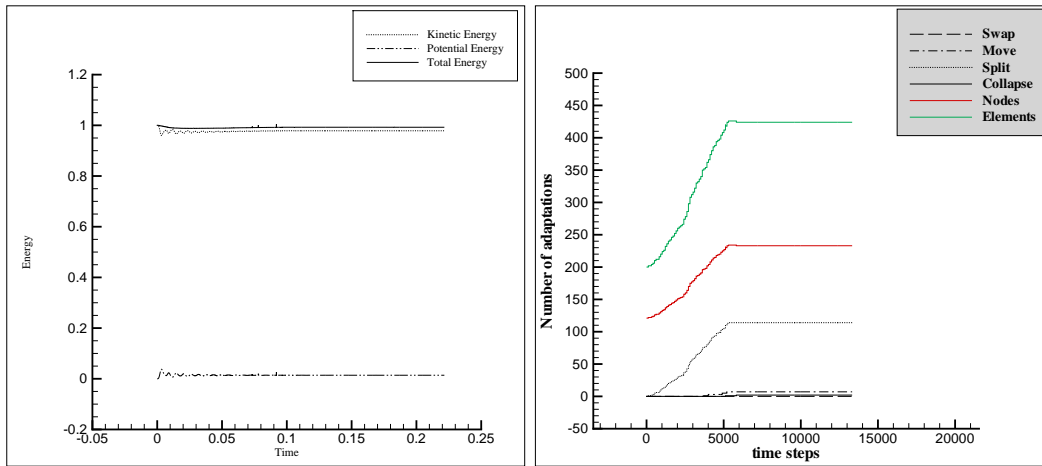 Kinetic Energy
Potential Energy
Total Energy
1.2
1
0.8
0.6
0.4
0.2
0
-0.2
Energy
-0.05
0
0.05
0.1
0.15
0.2
0.25
Time
Swap
Move
Split
Collapse
Nodes
Elements
500
450
400
350
300
250
200
150
100
50
0
-50
Number of adaptations
0
5000
10000
15000
20000
time steps